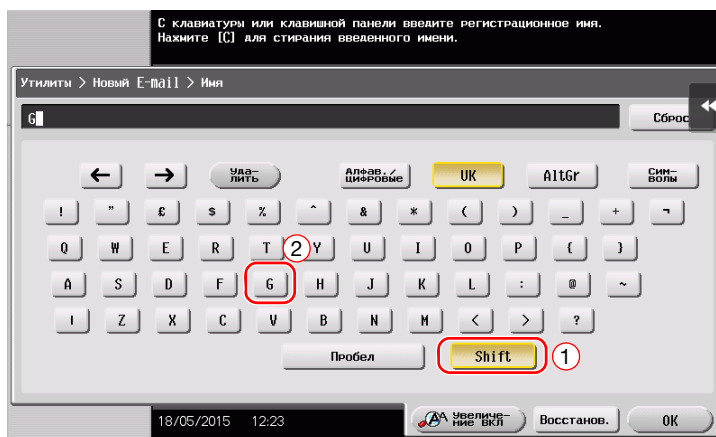 С клавиатуры или клавишной панели введите регистрационное имя.
Нажмите [C] для стирания введенного имени.
Утилиты > Новый E-mail > Имя
G
Сброс
← → Уда-
лить
Алфав./
цифровые
UK AltGr Сим-
волы
! " £ $ % ^ & * ( ) _ + ¬
Q W E R T Y U I O P { }
2
A S D F G H J K L : @ ~
| Z X C V B N M < > ?
Пробел Shift 1
18/05/2015 12:23
Увеличе-
ние вкл
Восстанов. OK